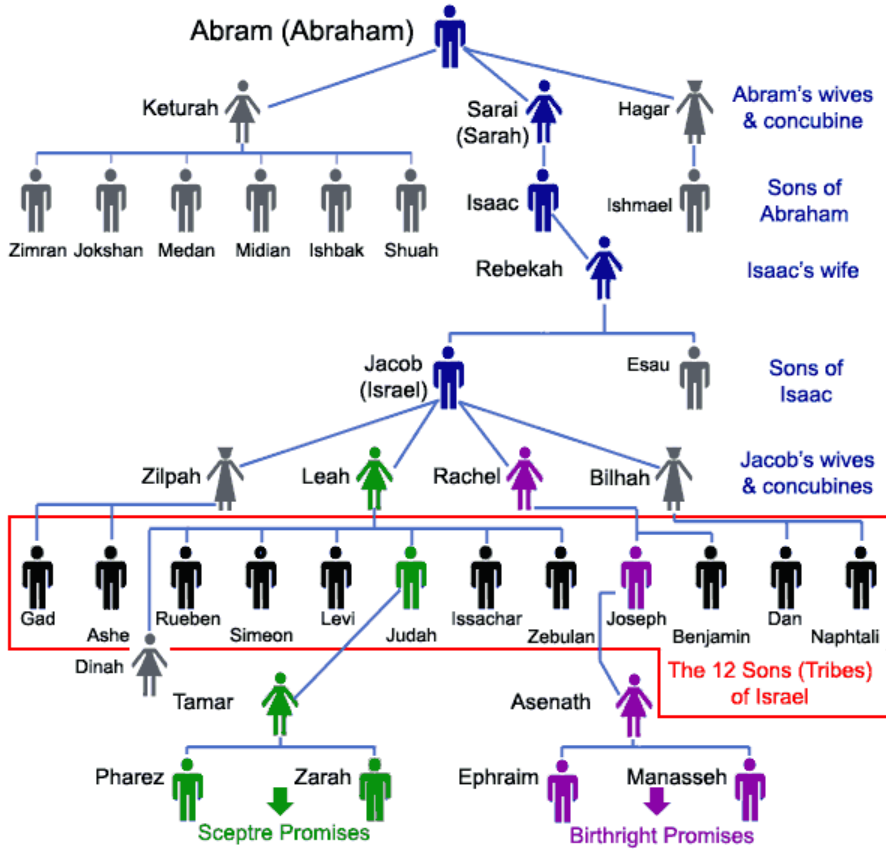 Abram (Abraham)
Keturah
Sarai
(Sarah)
Hagar
Abram's wives
& concubine
Zimran
Jokshan
Medan
Midian
Ishbak
Shuah
Isaac
Ishmael
Sons of
Abraham
Rebekah
Isaac's wife
Jacob
(Israel)
Esau
Sons of
Isaac
Zilpah
Leah
Rachel
Bilhah
Jacob's wives
& concubines
Gad
Ashe
Rueben
Simeon
Levi
Judah
Issachar
Zebulan
Joseph
Benjamin
Dan
Naphtali
Dinah
The 12 Sons (Tribes)
of Israel
Tamar
Asenath
Pharez
Zarah
Ephraim
Manasseh
Sceptre Promises
Birthright Promises